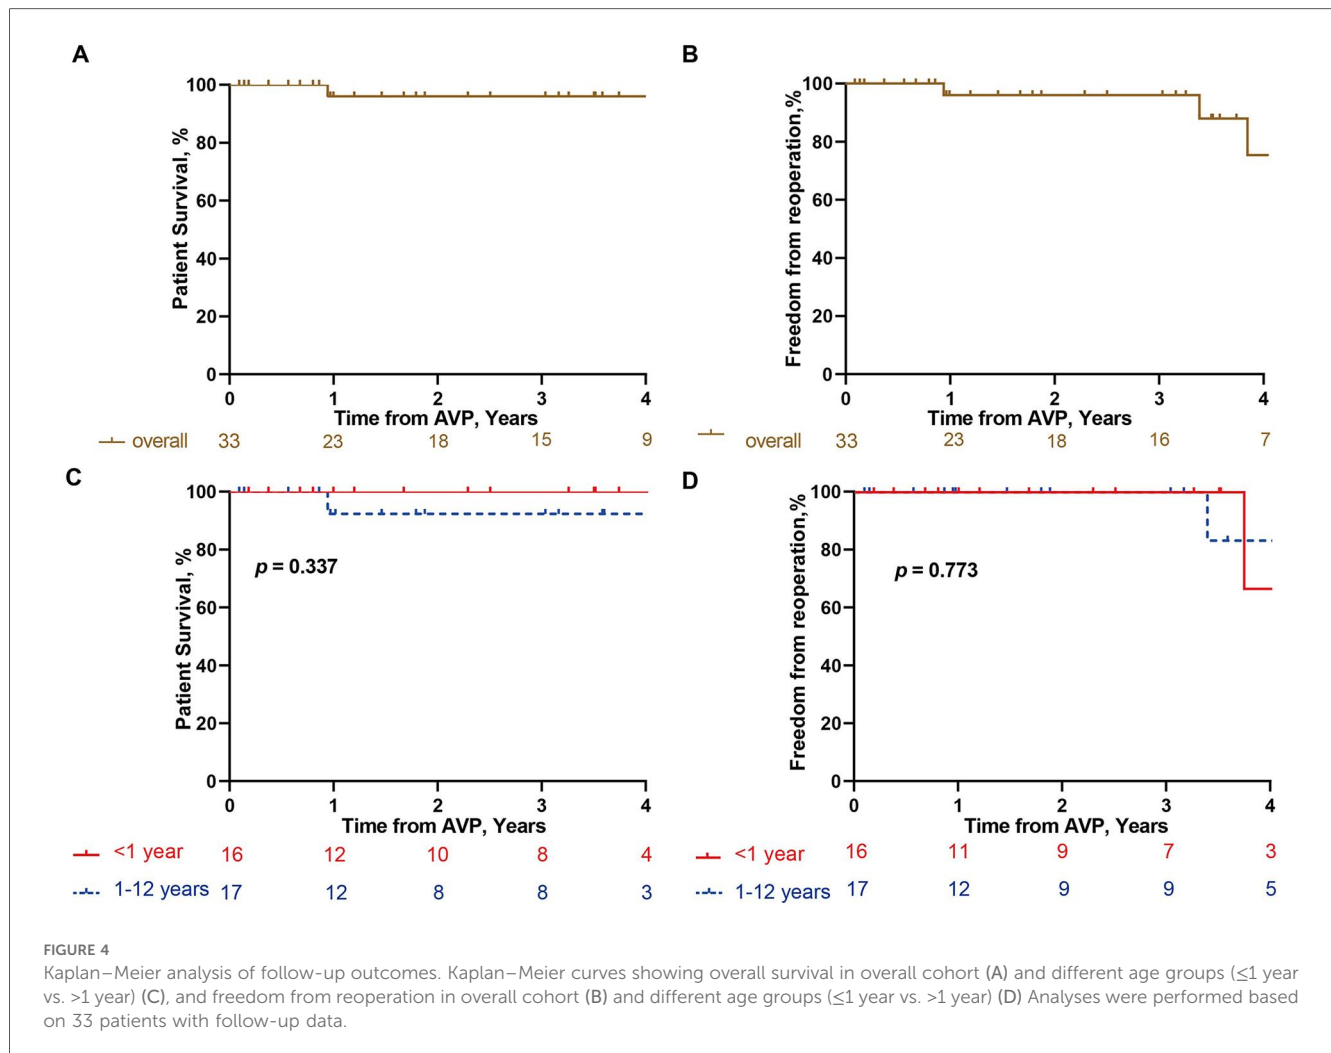 A
B
Patient Survival, %
100
80
60
40
20
0
0 1 2 3 4
Time from AVP, Years
overall 33 23 18 15 9
Freedom from reoperation,%
100
80
60
40
20
0
0 1 2 3 4
Time from AVP, Years
overall 33 23 18 16 7
C
D
Patient Survival, %
100
80
60
40
20
0
p = 0.337
0 1 2 3 4
Time from AVP, Years
<1 year 16 12 10 8 4
1-12 years 17 12 8 8 3
Freedom from reoperation,%
100
80
60
40
20
0
p = 0.773
0 1 2 3 4
Time from AVP, Years
<1 year 16 11 9 7 3
1-12 years 17 12 9 9 5
FIGURE 4
Kaplan–Meier analysis of follow-up outcomes. Kaplan–Meier curves showing overall survival in overall cohort (A) and different age groups (≤1 year
vs. >1 year) (C), and freedom from reoperation in overall cohort (B) and different age groups (≤1 year vs. >1 year) (D) Analyses were performed based
on 33 patients with follow-up data.